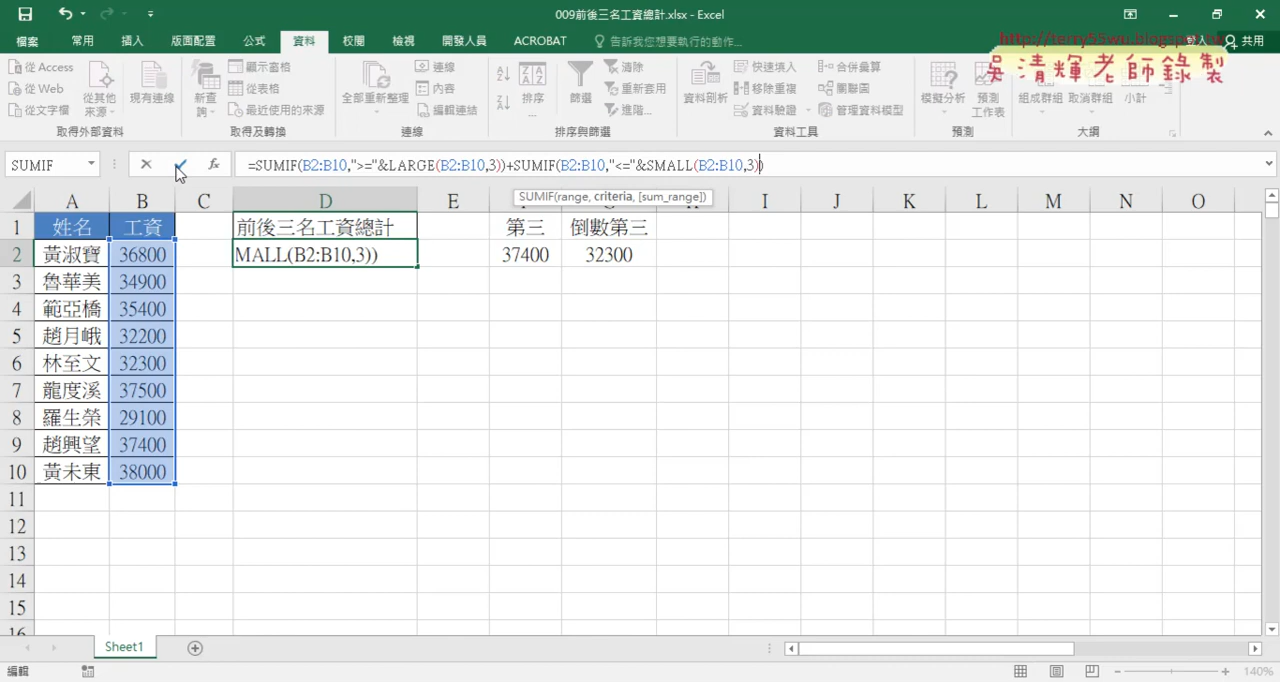 009前後三名工資總計.xlsx - Excel
http://terry55wu.blogspot.tw
吳清輝老師錄製
檔案 常用 插入 版面配置 公式 資料 校閱 檢視 開發人員 ACROBAT 告訴我您想要執行的動作... 共用
從 Access
從 Web
從文字檔
從其他來源
現有連線
取得外部資料
新查詢
顯示窗格
從表格
最近使用的來源
取得及轉換
全部重新整理
連線
內容
編輯連結
連線
排序
篩選
清除
重新套用
進階...
排序與篩選
資料剖析
快速填入
移除重複
資料驗證
合併彙算
關聯圖
管理資料模型
資料工具
模擬分析
預測工作表
預測
組成群組
取消群組
小計
大綱
SUMIF
=SUMIF(B2:B10,">="&LARGE(B2:B10,3))+SUMIF(B2:B10,"<="&SMALL(B2:B10,3))
SUMIF(range, criteria, [sum_range])
A B C D E G H I J K L M N O
1 姓名 工資 前後三名工資總計 第三 倒數第三
2 黃淑寶 36800 MALL(B2:B10,3)) 37400 32300
3 魯華美 34900
4 範亞橋 35400
5 趙月峨 32200
6 林至文 32300
7 龍度溪 37500
8 羅生榮 29100
9 趙興望 37400
10 黃未東 38000
11
12
13
14
15
16
Sheet1
編輯 140%